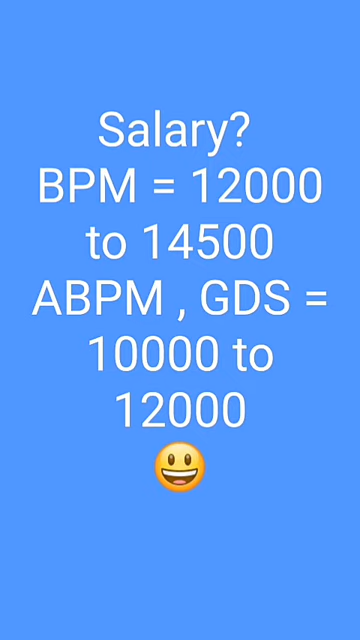 Salary?
BPM = 12000
to 14500
ABPM , GDS =
10000 to
12000
😃